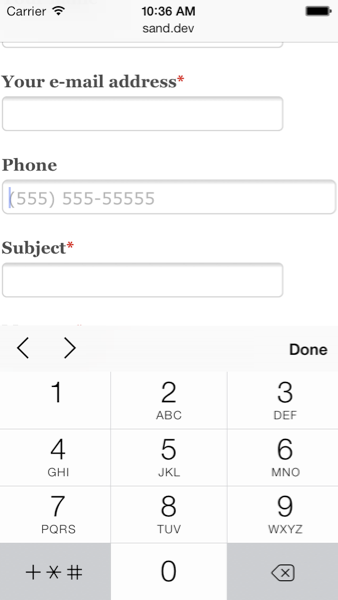 Carrier 10:36 AM
sand.dev
Your e-mail address*
Phone
(555) 555-55555
Subject*
Done
1 2 3
ABC DEF
4 5 6
GHI JKL MNO
7 8 9
PQRS TUV WXYZ
+*# 0